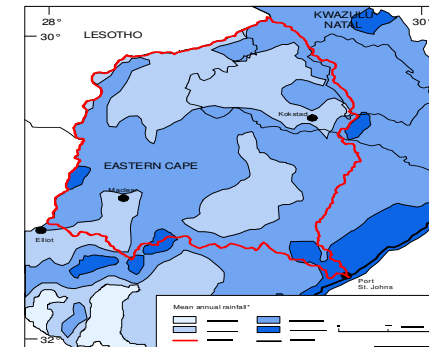 28°
30°
KWAZULU
NATAL
30°
LESOTHO
Kokstad
EASTERN CAPE
Maclear
Elliot
Port
St. Johns
Mean annual rainfall*
32°